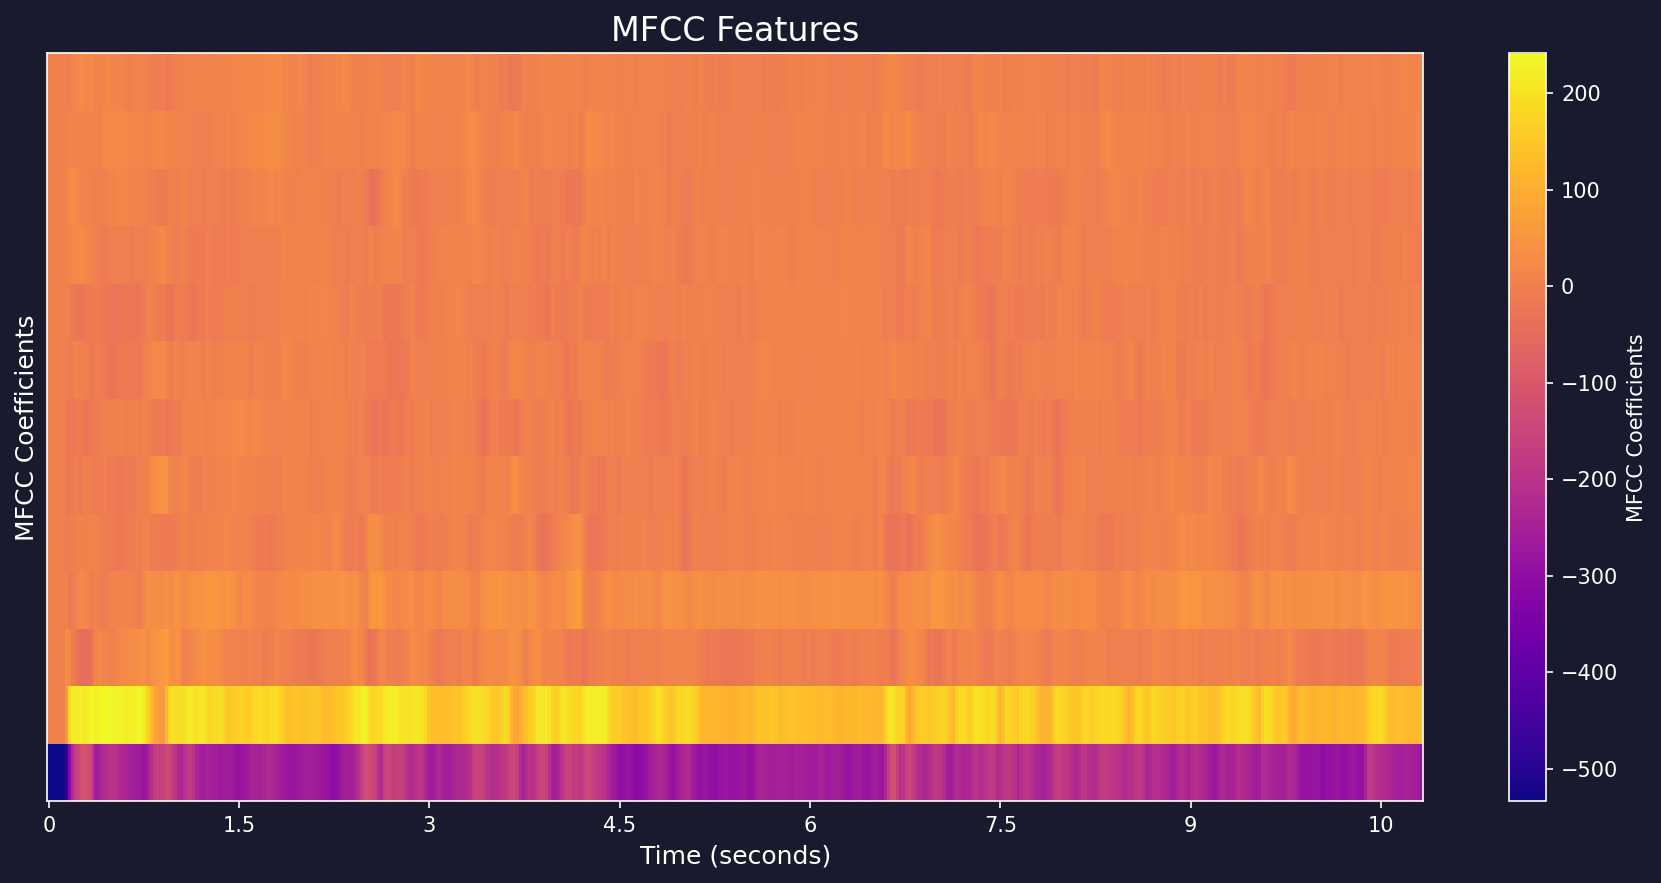 MFCC Features
MFCC Coefficients
0 1.5 3 4.5 6 7.5 9 10
Time (seconds)
200
100
0
−100
−200
−300
−400
−500
MFCC Coefficients